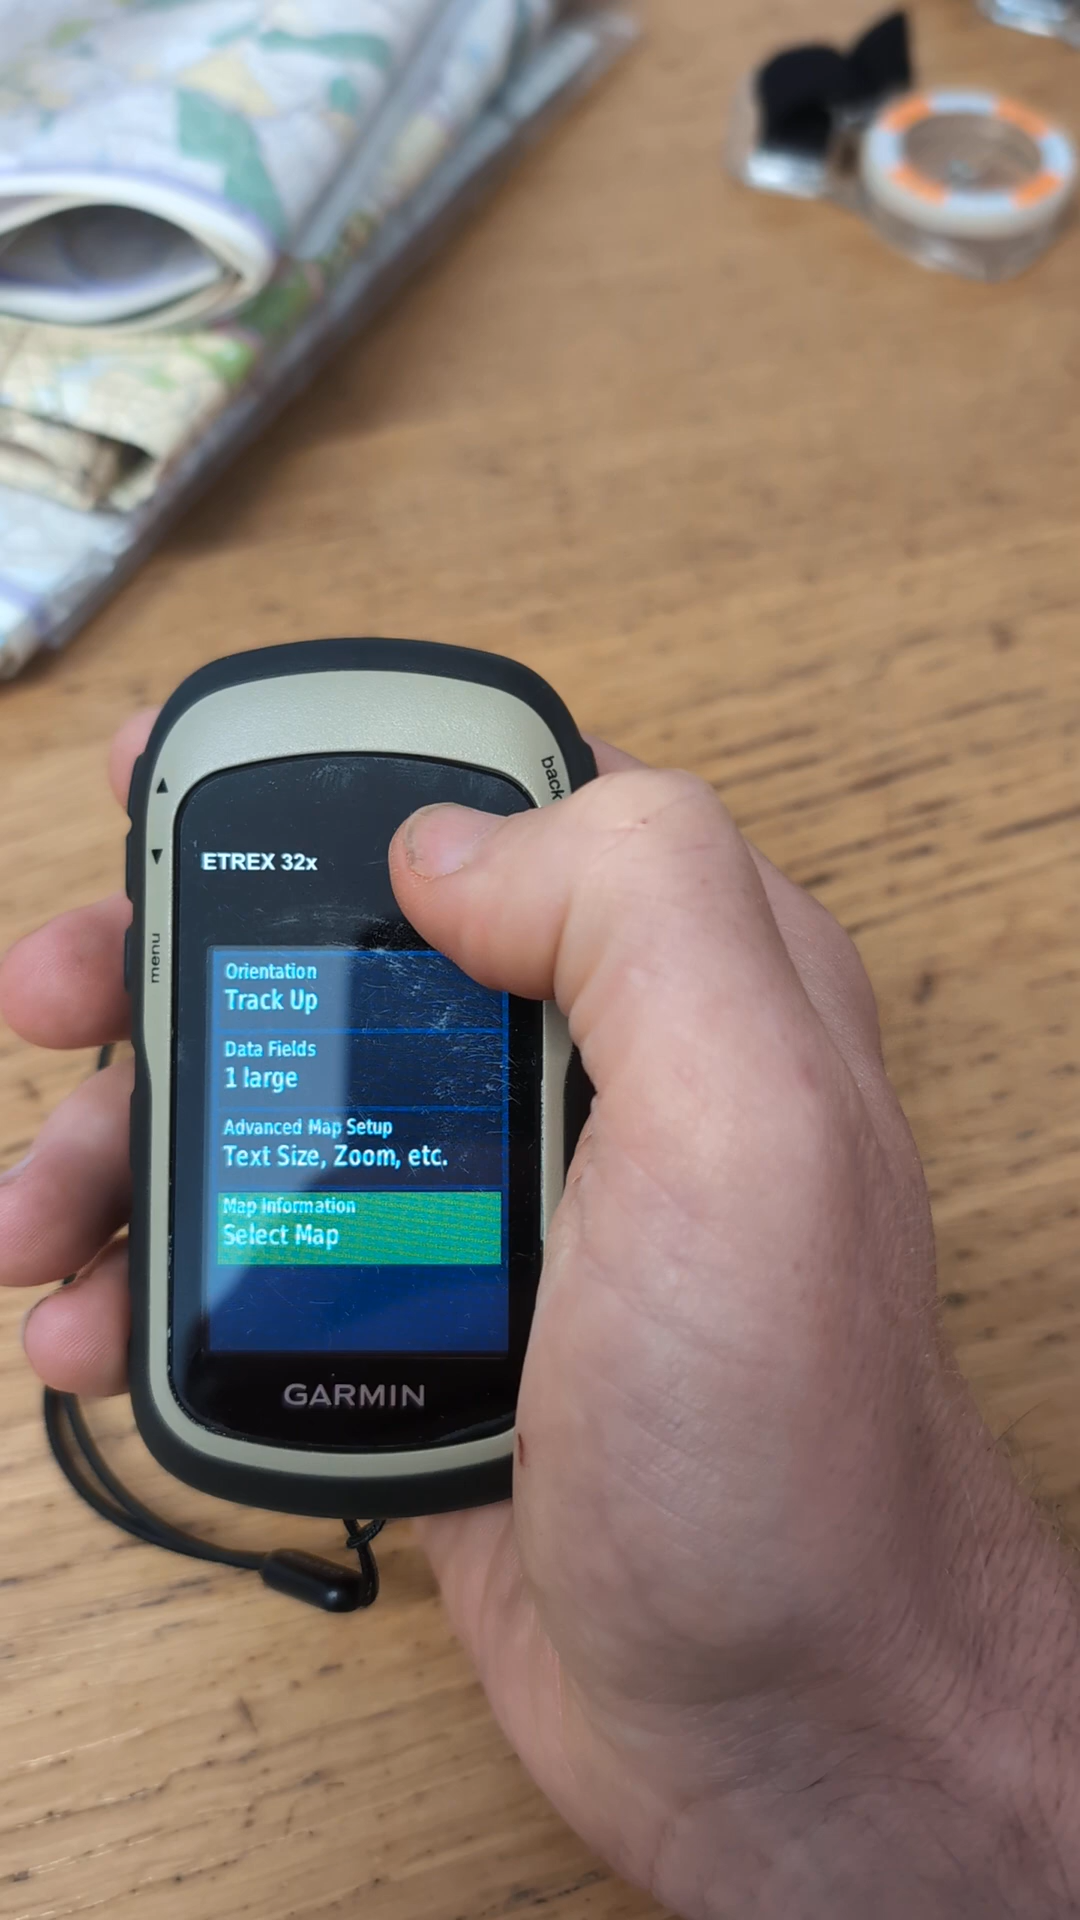 back
ETREX 32x
menu
Orientation
Track Up
Data Fields
1 large
Advanced Map Setup
Text Size, Zoom, etc.
Map Information
Select Map
GARMIN